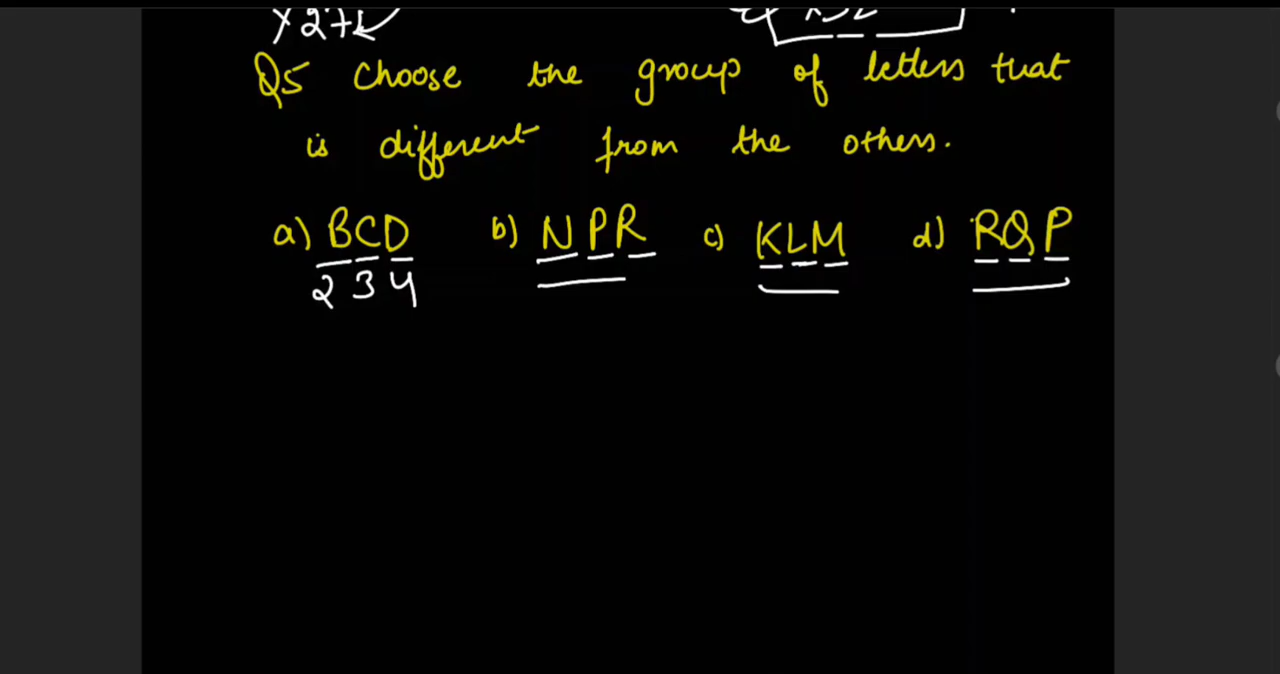 × 27
Q5 Choose the group of letters that
is different from the others.
a) BCD b) NPR c) KLM d) RQP
2 3 4